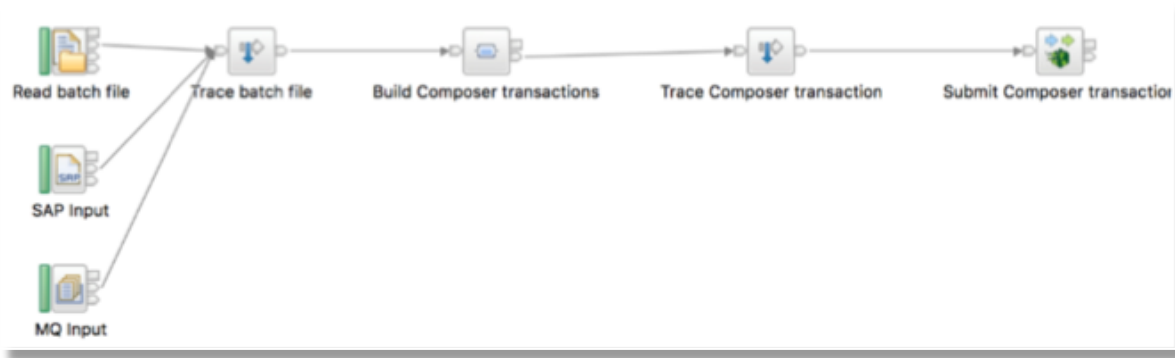 Read batch file
Trace batch file
Build Composer transactions
Trace Composer transaction
Submit Composer transaction
SAP
SAP Input
MQ Input